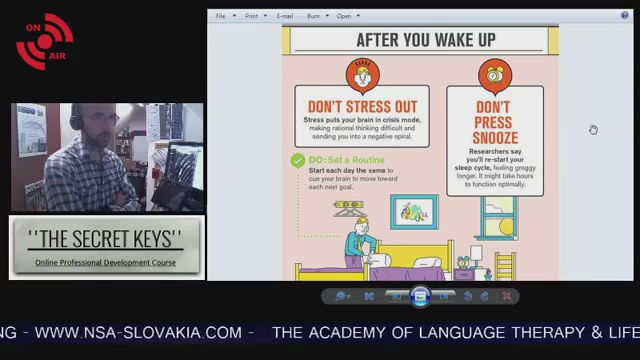 ON
AIR
File
Print
E-mail
Burn
Open
AFTER YOU WAKE UP
DON'T STRESS OUT
Stress puts your brain in crisis mode,
making rational thinking difficult and
sending you into a negative spiral.
DON'T
PRESS
SNOOZE
Researchers say
you'll re-start your
sleep cycle, feeling groggy
longer. It might take hours
to function optimally.
DO: Set a Routine
Start each day the same to
cue your brain to move toward
each next goal.
"THE SECRET KEYS"
Online Professional Development Course
NG - WWW.NSA-SLOVAKIA.COM - THE ACADEMY OF LANGUAGE THERAPY & LIFE